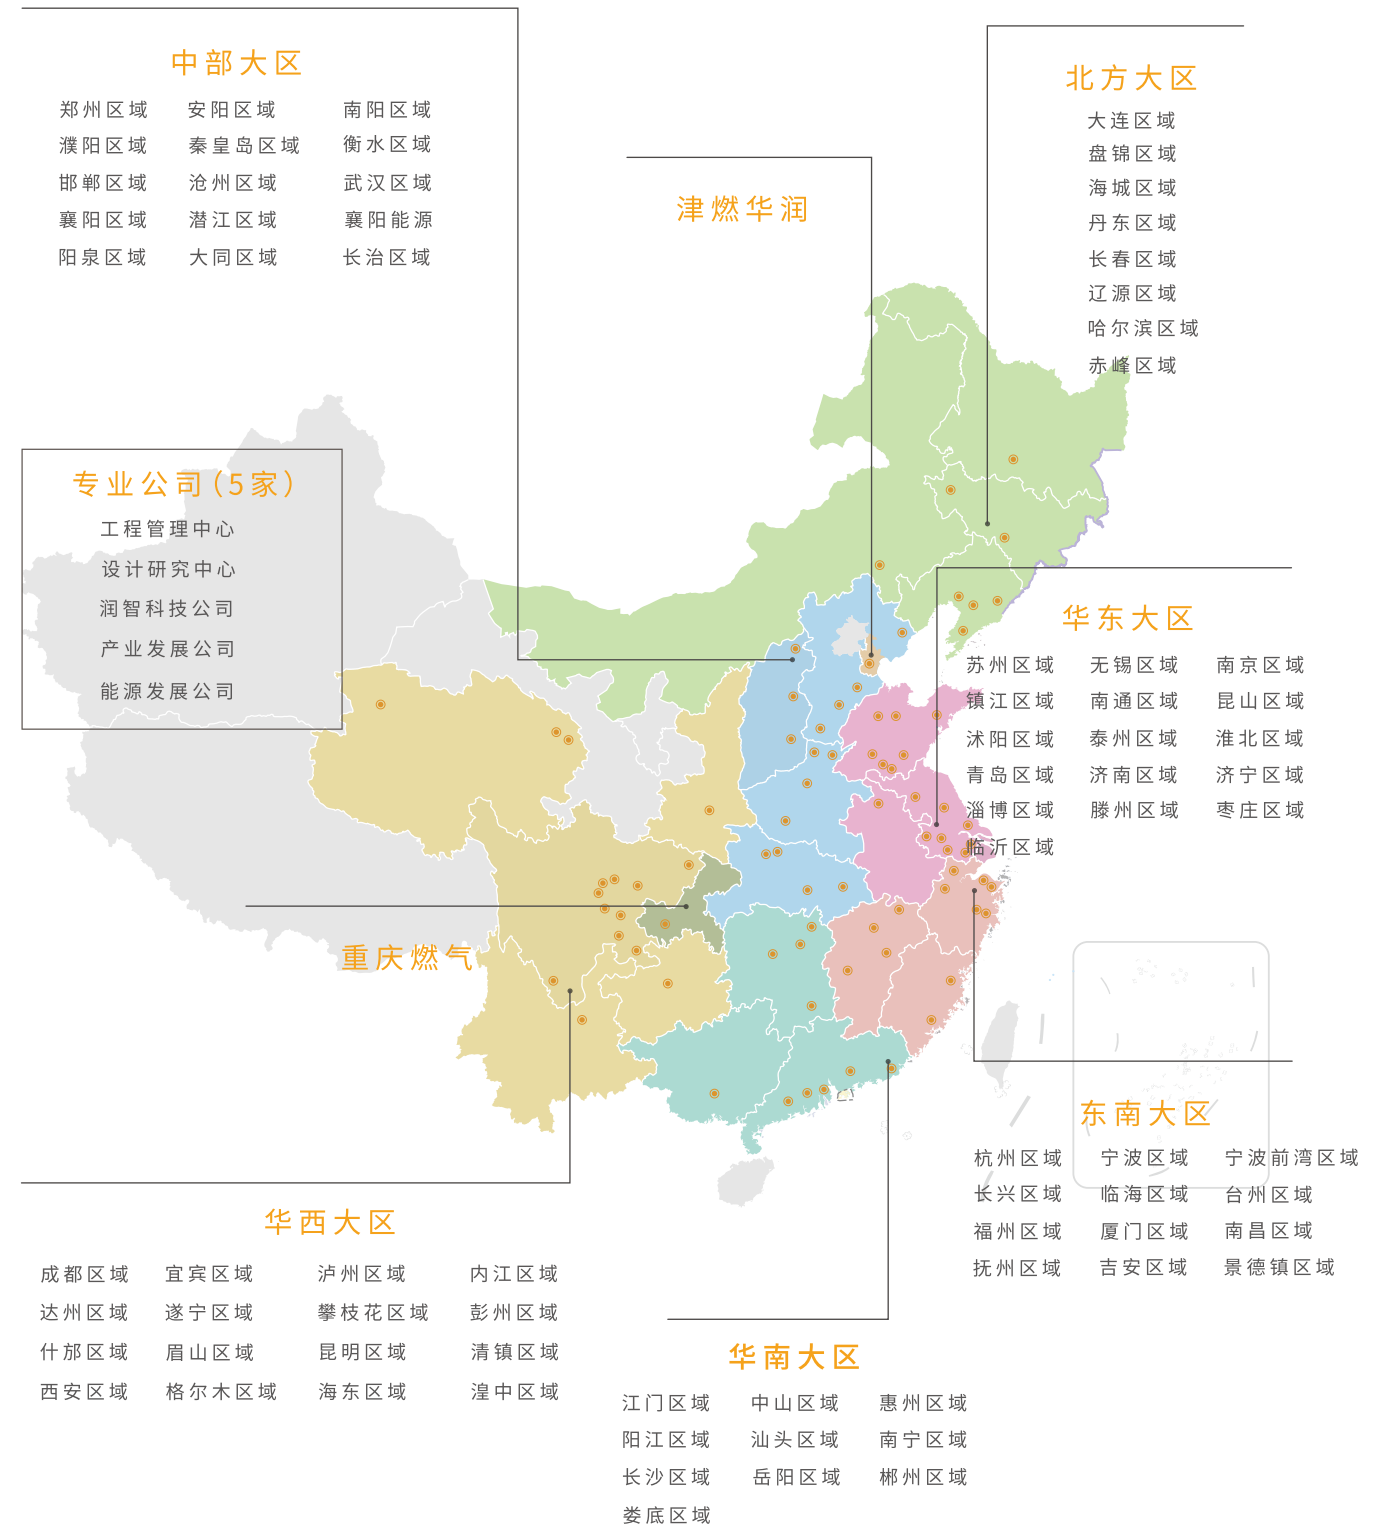 中部大区
郑州区域 安阳区域 南阳区域
濮阳区域 秦皇岛区域 衡水区域
邯郸区域 沧州区域 武汉区域
襄阳区域 潜江区域 襄阳能源
阳泉区域 大同区域 长治区域
北方大区
大连区域
盘锦区域
海城区域
丹东区域
长春区域
辽源区域
哈尔滨区域
赤峰区域
津燃华润
专业公司(5家)
工程管理中心
设计研究中心
润智科技公司
产业发展公司
能源发展公司
华东大区
苏州区域 无锡区域 南京区域
镇江区域 南通区域 昆山区域
沭阳区域 泰州区域 淮北区域
青岛区域 济南区域 济宁区域
淄博区域 滕州区域 枣庄区域
临沂区域
重庆燃气
东南大区
杭州区域 宁波区域 宁波前湾区域
长兴区域 临海区域 台州区域
福州区域 厦门区域 南昌区域
抚州区域 吉安区域 景德镇区域
华西大区
成都区域 宜宾区域 泸州区域 内江区域
达州区域 遂宁区域 攀枝花区域 彭州区域
什邡区域 眉山区域 昆明区域 清镇区域
西安区域 格尔木区域 海东区域 湟中区域
华南大区
江门区域 中山区域 惠州区域
阳江区域 汕头区域 南宁区域
长沙区域 岳阳区域 郴州区域
娄底区域